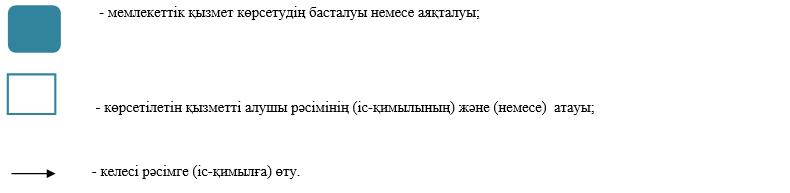 - мемлекеттік қызмет көрсетудің басталуы немесе аяқталуы;
- көрсетілетін қызметті алушы рәсімінің (іс-қимылының) және (немесе) атауы;
- келесі рәсімге (іс-қимылға) өту.